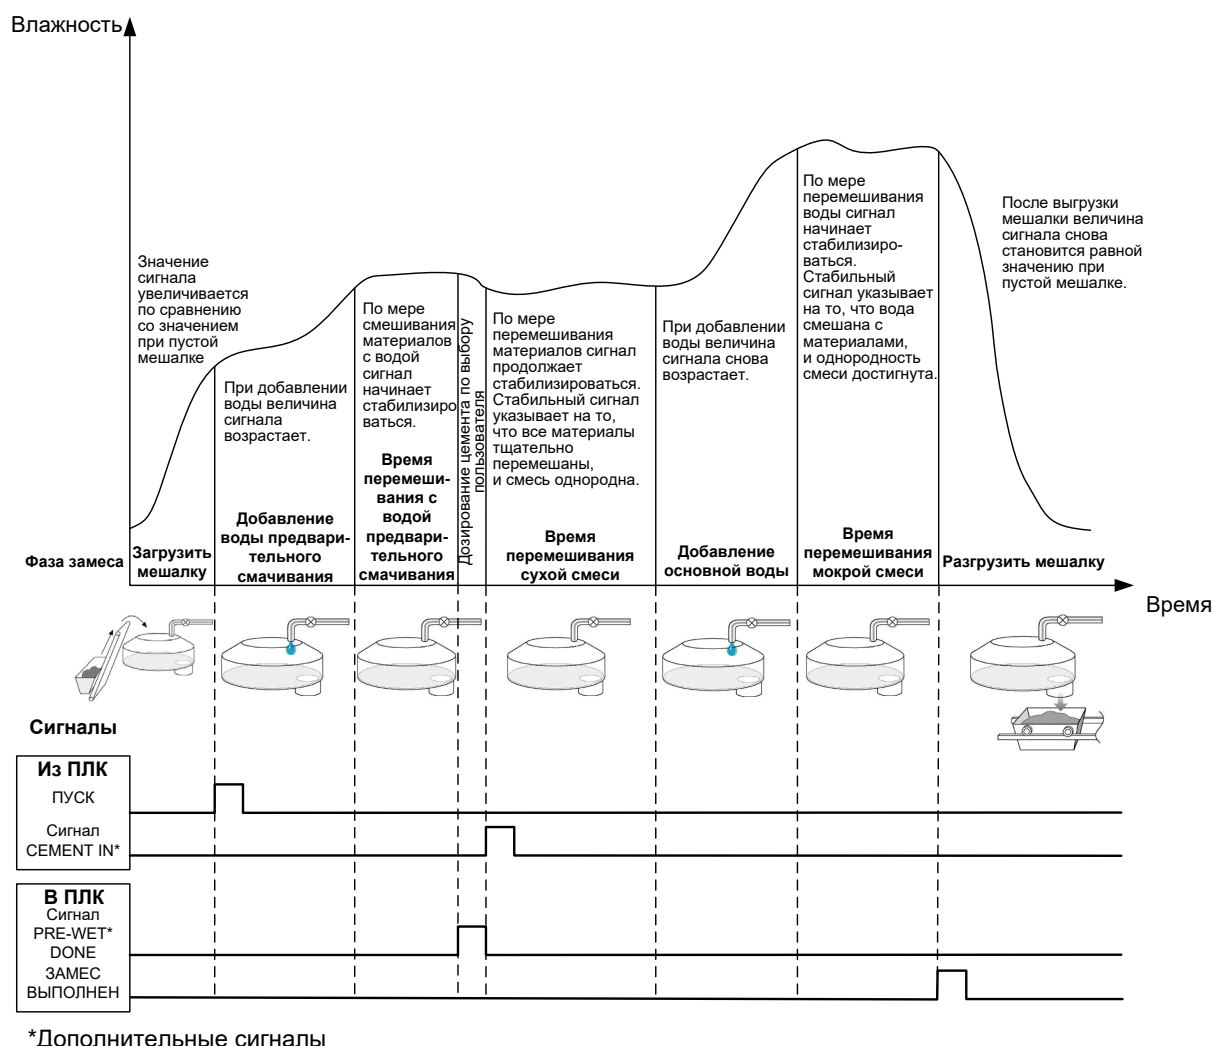 Влажность
Значение
сигнала
увеличивается
по сравнению
со значением
при пустой
мешалке
При добавлении
воды величина
сигнала
возрастает.
По мере
смешивания
материалов
с водой
сигнал
начинает
стабилизиро
ваться.
Дозирование цемента по выбору
пользователя
По мере
перемешивания
материалов сигнал
продолжает
стабилизироваться.
Стабильный сигнал
указывает на то,
что все материалы
тщательно
перемешаны,
и смесь однородна.
При добавлении
воды величина
сигнала снова
возрастает.
По мере
перемешивания
воды сигнал
начинает
стабилизиро-
ваться.
Стабильный
сигнал указывает
на то, что вода
смешана с
материалами,
и однородность
смеси достигнута.
После выгрузки
мешалки величина
сигнала снова
становится равной
значению при
пустой мешалке.
Фаза замеса
Загрузить
мешалку
Добавление
воды предвари-
тельного
смачивания
Время
перемеши-
вания с
водой
предвари-
тельного
смачивания
Время
перемешивания
сухой смеси
Добавление
основной воды
Время
перемешивания
мокрой смеси
Разгрузить мешалку
Время
Сигналы
Из ПЛК
ПУСК
Сигнал
CEMENT IN*
В ПЛК
Сигнал
PRE-WET*
DONE
ЗАМЕС
ВЫПОЛНЕН
*Дополнительные сигналы